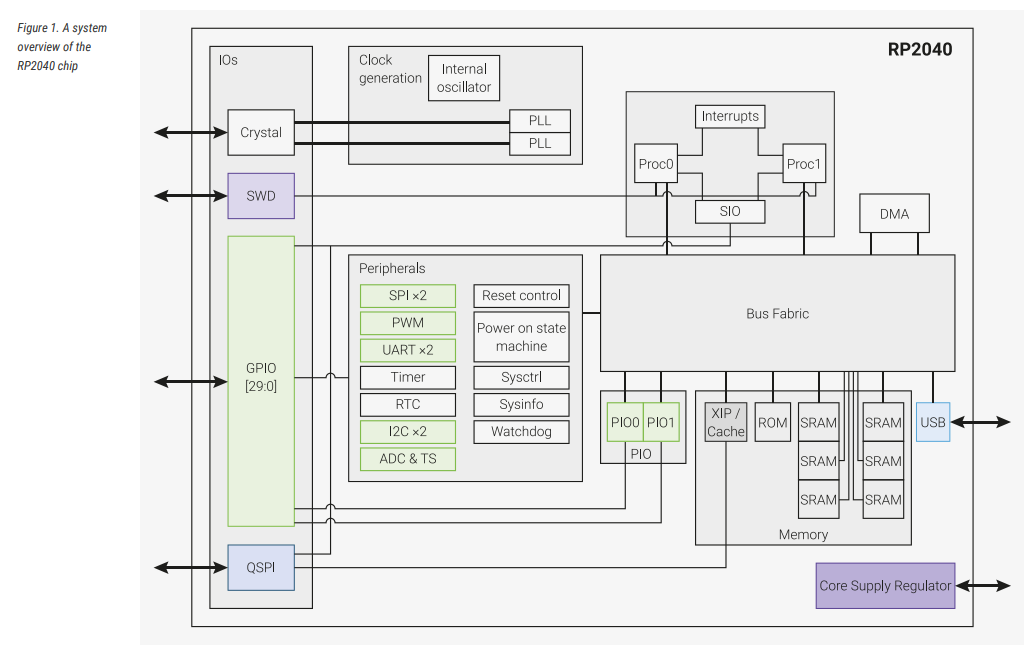 Figure 1. A system
overview of the
RP2040 chip
RP2040
IOs
Clock
generation
Internal
oscillator
Crystal
PLL
PLL
Interrupts
Proc0
Proc1
SWD
SIO
DMA
Peripherals
SPI ×2
Reset control
PWM
Power on state
machine
UART ×2
Timer
Sysctrl
RTC
Sysinfo
I2C ×2
Watchdog
ADC & TS
GPIO
[29:0]
Bus Fabric
PIO0
PIO1
PIO
XIP /
Cache
ROM
SRAM
SRAM
USB
SRAM
SRAM
SRAM
SRAM
Memory
QSPI
Core Supply Regulator